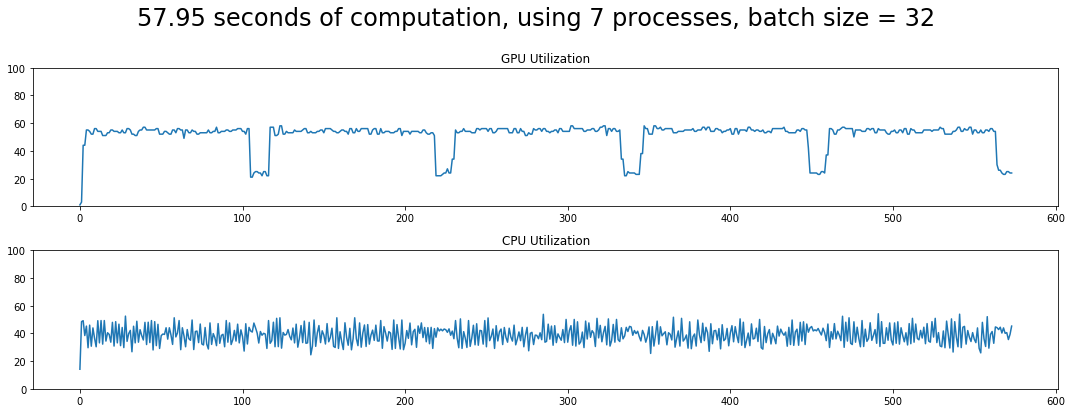 57.95 seconds of computation, using 7 processes, batch size = 32
GPU Utilization
100
80
60
40
20
0
0 100 200 300 400 500 600
CPU Utilization
100
80
60
40
20
0
0 100 200 300 400 500 600